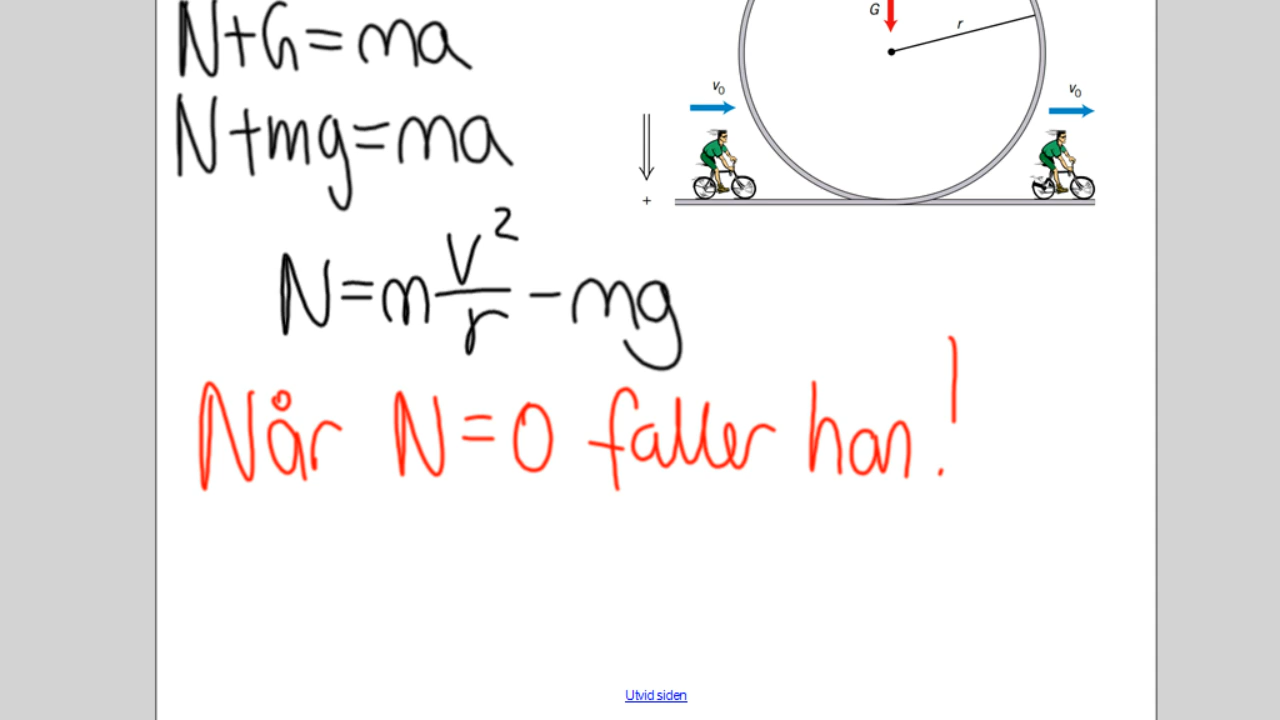 N+G=ma
G
r
N+mg=ma
v₀
v₀
+
N=m v²/r -mg
Når N=0 faller han!
Utvid siden